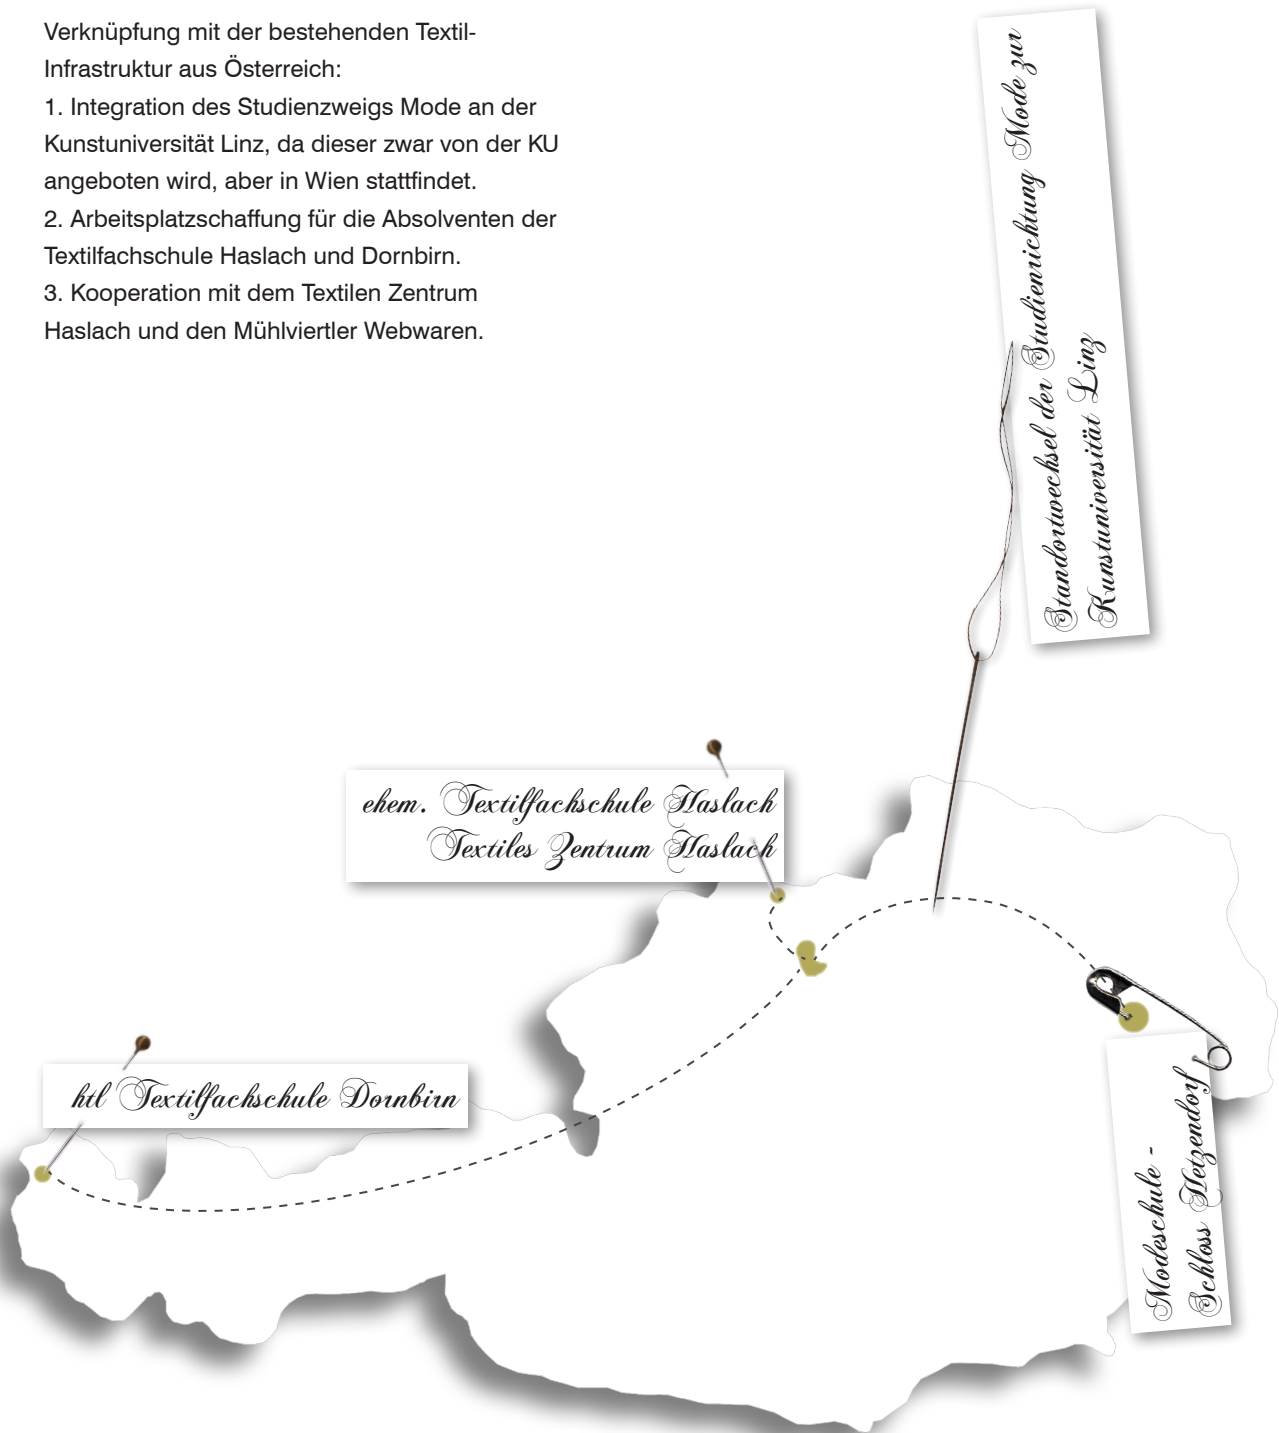 Verknüpfung mit der bestehenden Textil-
Infrastruktur aus Österreich:
1. Integration des Studienzweigs Mode an der
Kunstuniversität Linz, da dieser zwar von der KU
angeboten wird, aber in Wien stattfindet.
2. Arbeitsplatzschaffung für die Absolventen der
Textilfachschule Haslach und Dornbirn.
3. Kooperation mit dem Textilen Zentrum
Haslach und den Mühlviertler Webwaren.
Standortwechsel der Studienrichtung Mode zur
Kunstuniversität Linz
ehem. Textilfachschule Haslach
Textiles Zentrum Haslach
htl Textilfachschule Dornbirn
Modeschule -
Schloss Hetzendorf